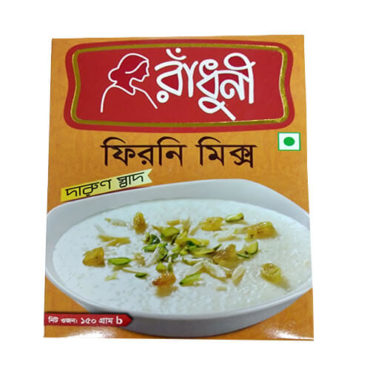 রাঁধুনী
ফিরনি মিক্স
দারুণ স্বাদ
নিট ওজন: ১৫০ গ্রাম b